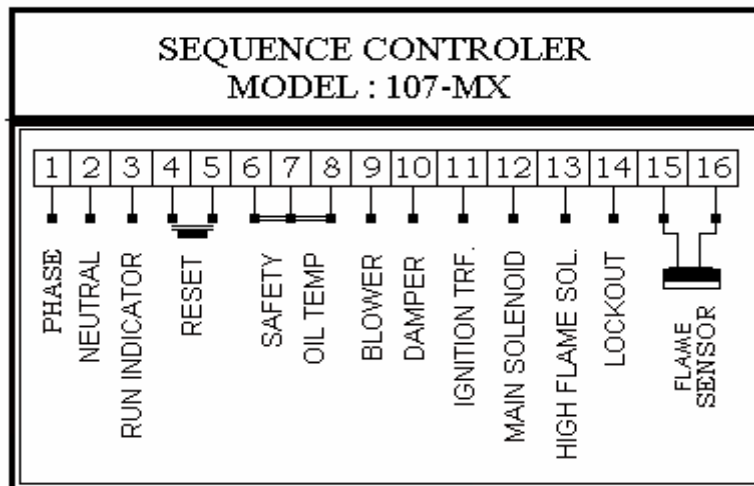 SEQUENCE CONTROLER
MODEL : 107-MX
1 2 3 4 5 6 7 8 9 10 11 12 13 14 15 16
PHASE
NEUTRAL
RUN INDICATOR
RESET
SAFETY
OIL TEMP
BLOWER
DAMPER
IGNITION TRF.
MAIN SOLENOID
HIGH FLAME SOL.
LOCKOUT
FLAME
SENSOR